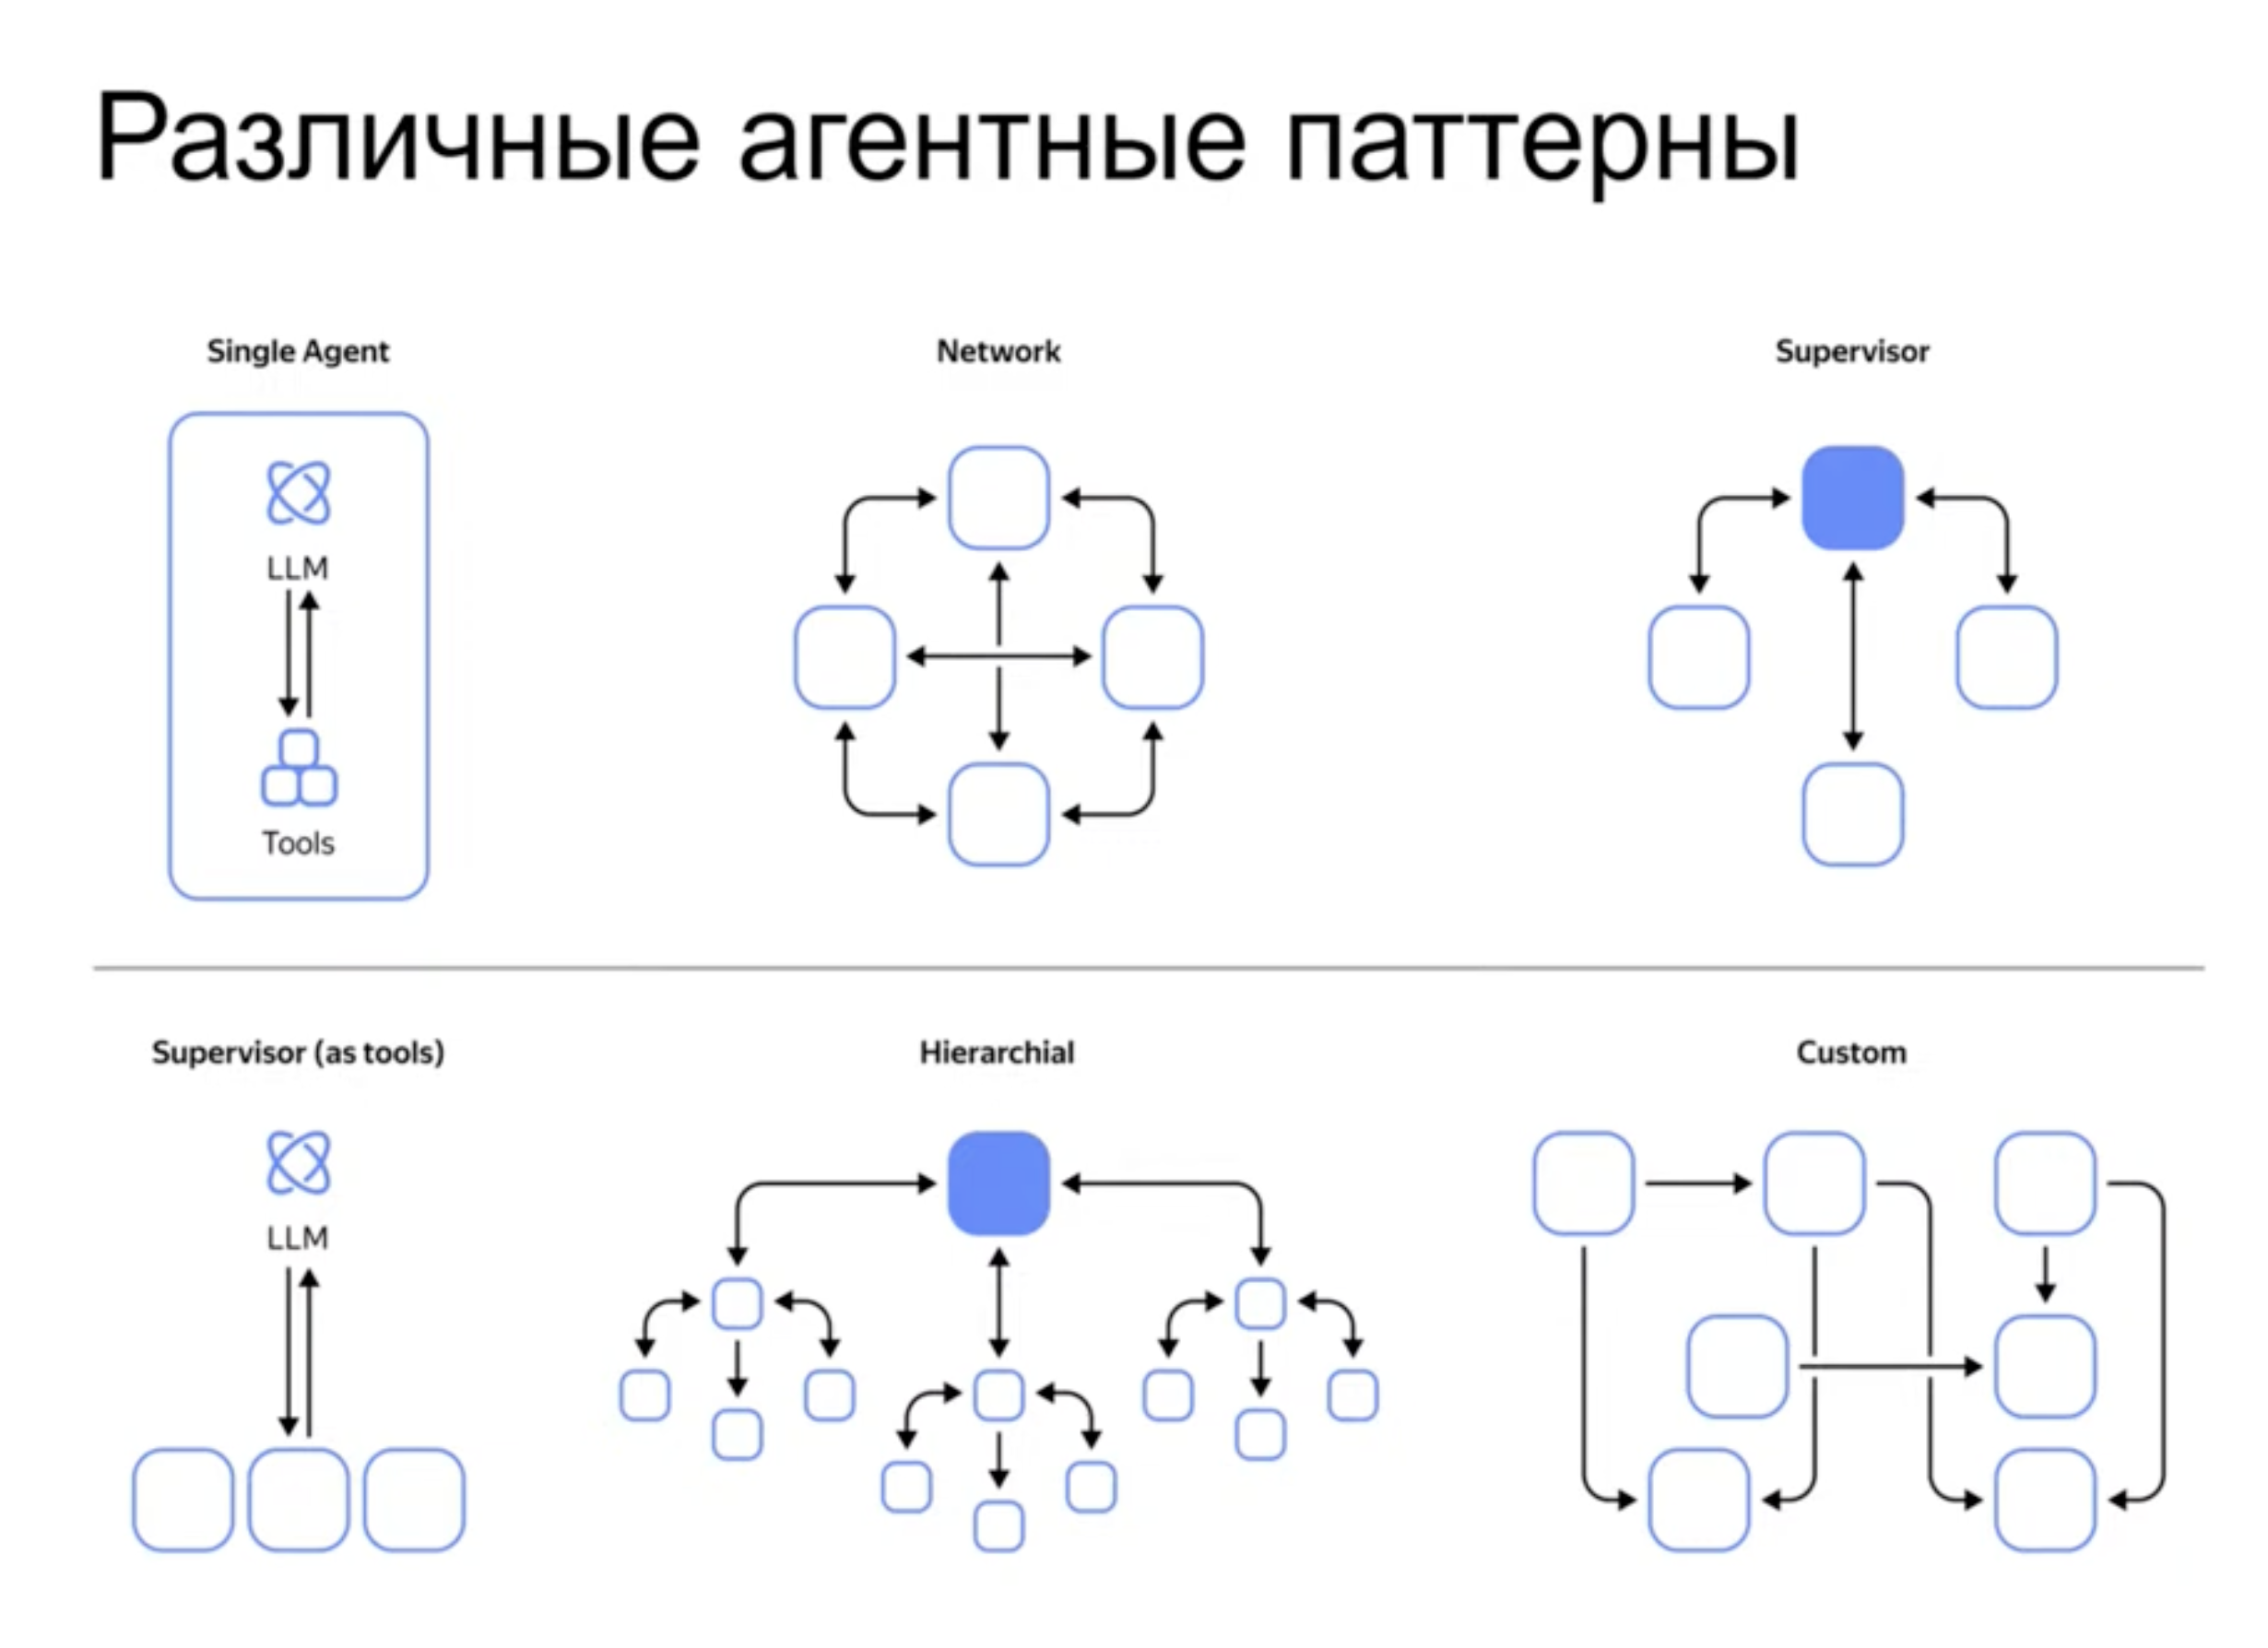 Различные агентные паттерны
Single Agent
Network
Supervisor
LLM
Tools
Supervisor (as tools)
Hierarchial
Custom
LLM